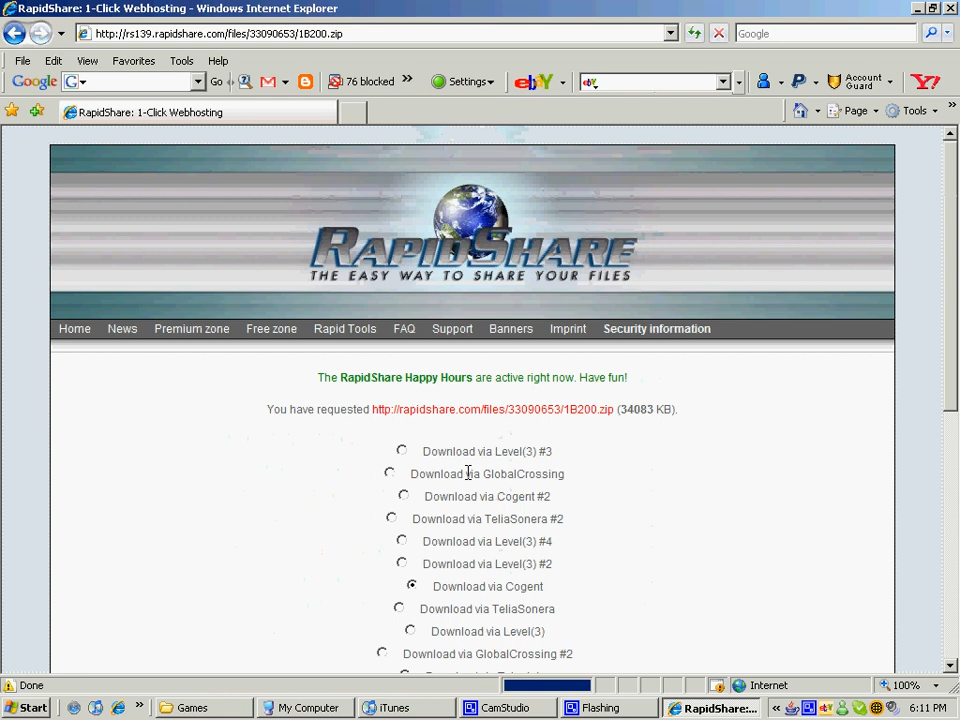 RapidShare: 1-Click Webhosting - Windows Internet Explorer
http://rs139.rapidshare.com/files/33090653/1B200.zip
Google
File Edit View Favorites Tools Help
Google G Go 76 blocked » Settings eb Y eb Y Account Guard Y!
RapidShare: 1-Click Webhosting
Page Tools »
RAPIDSHARE
THE EASY WAY TO SHARE YOUR FILES
Home News Premium zone Free zone Rapid Tools FAQ Support Banners Imprint Security information
The RapidShare Happy Hours are active right now. Have fun!
You have requested http://rapidshare.com/files/33090653/1B200.zip (34083 KB).
Download via Level(3) #3
Download via GlobalCrossing
Download via Cogent #2
Download via TeliaSonera #2
Download via Level(3) #4
Download via Level(3) #2
Download via Cogent
Download via TeliaSonera
Download via Level(3)
Download via GlobalCrossing #2
Done Internet 100%
Start » Games My Computer iTunes CamStudio Flashing RapidShare:... « 6:11 PM